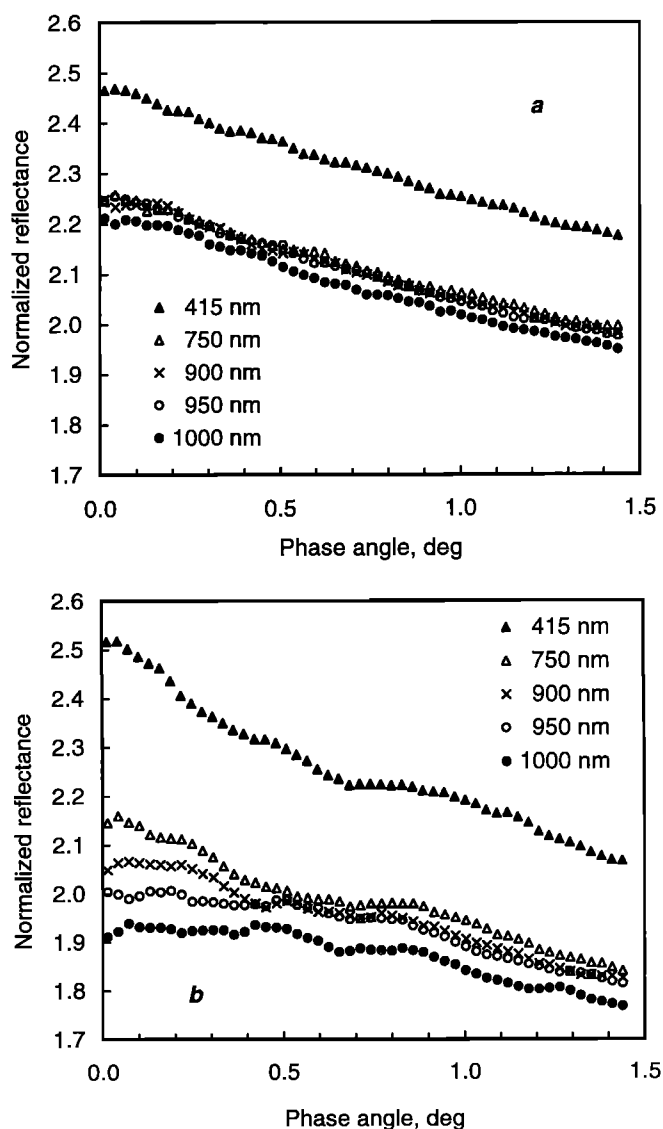 2.6
2.5
2.4
2.3
2.2
2.1
2.0
1.9
1.8
1.7
Normalized reflectance
a
▲ 415 nm
△ 750 nm
× 900 nm
○ 950 nm
● 1000 nm
0.0 0.5 1.0 1.5
Phase angle, deg
2.6
2.5
2.4
2.3
2.2
2.1
2.0
1.9
1.8
1.7
Normalized reflectance
▲ 415 nm
△ 750 nm
× 900 nm
○ 950 nm
● 1000 nm
b
0.0 0.5 1.0 1.5
Phase angle, deg